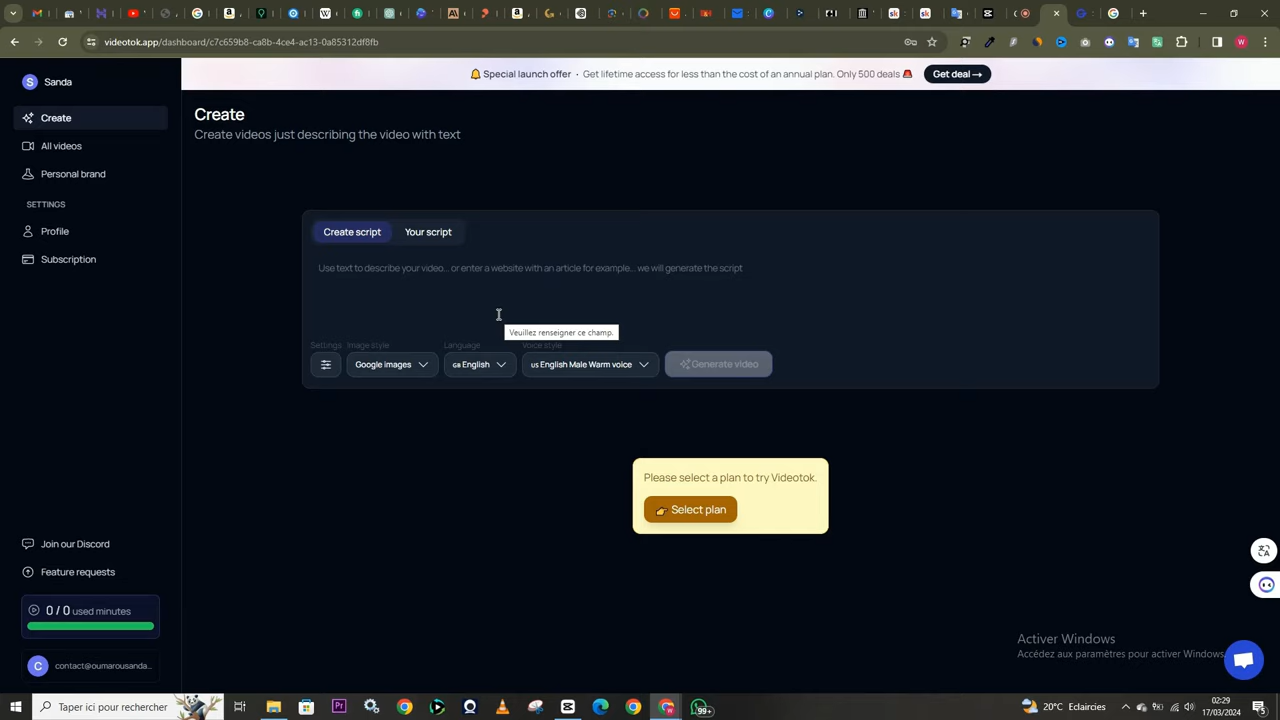 videotok.app/dashboard/c7c659b8-ca8b-4ce4-ac13-0a85312df8fb
S Sanda
Special launch offer · Get lifetime access for less than the cost of an annual plan. Only 500 deals
Get deal →
Create
All videos
Personal brand
SETTINGS
Profile
Subscription
Create
Create videos just describing the video with text
Create script
Your script
Use text to describe your video... or enter a website with an article for example... we will generate the script
Veuillez renseigner ce champ.
Settings
Image style
Language
Voice style
Google images
GB English
US English Male Warm voice
Generate video
Please select a plan to try Videotok.
Select plan
Join our Discord
Feature requests
0 / 0 used minutes
C contact@oumarousanda...
Activer Windows
Accédez aux paramètres pour activer Windows.
Taper ici pour rechercher
Pr
99+
20°C Eclaircies
02:29
17/03/2024